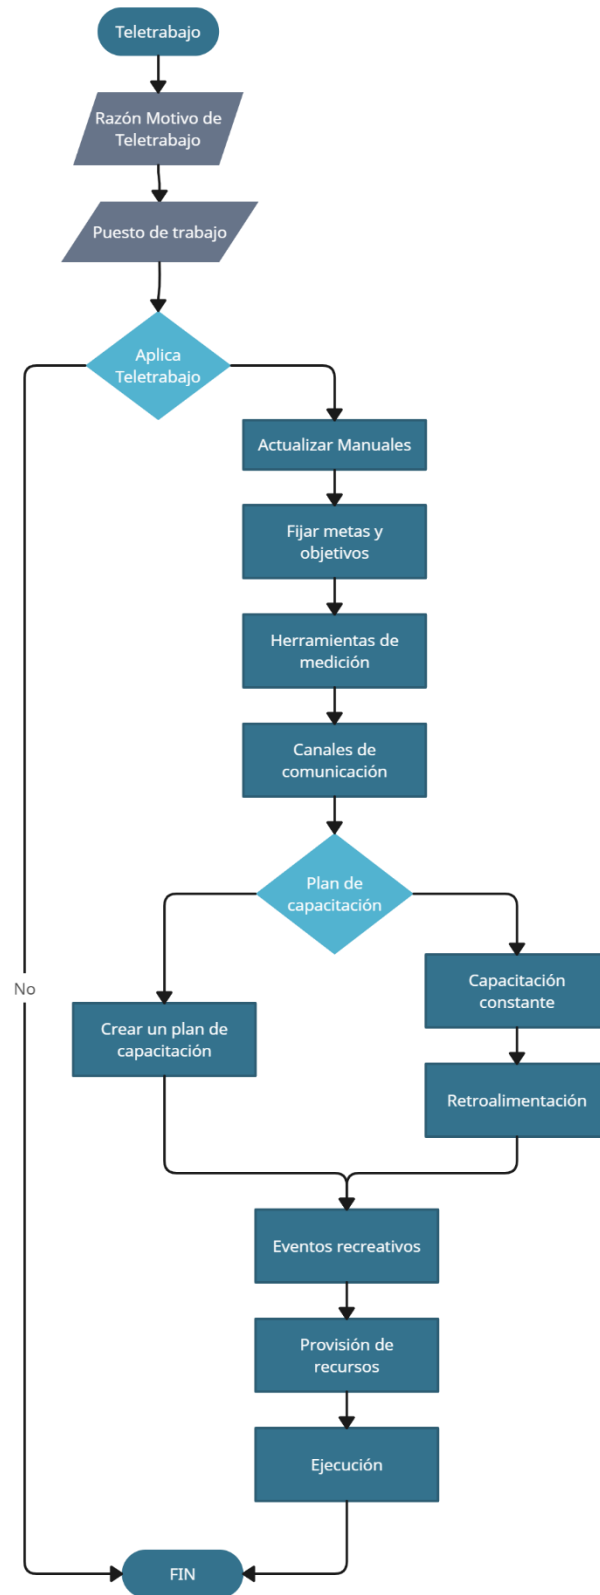 Teletrabajo
Razón Motivo de
Teletrabajo
Puesto de trabajo
Aplica
Teletrabajo
Actualizar Manuales
Fijar metas y
objetivos
Herramientas de
medición
Canales de
comunicación
Plan de
capacitación
No
Crear un plan de
capacitación
Capacitación
constante
Retroalimentación
Eventos recreativos
Provisión de
recursos
Ejecución
FIN